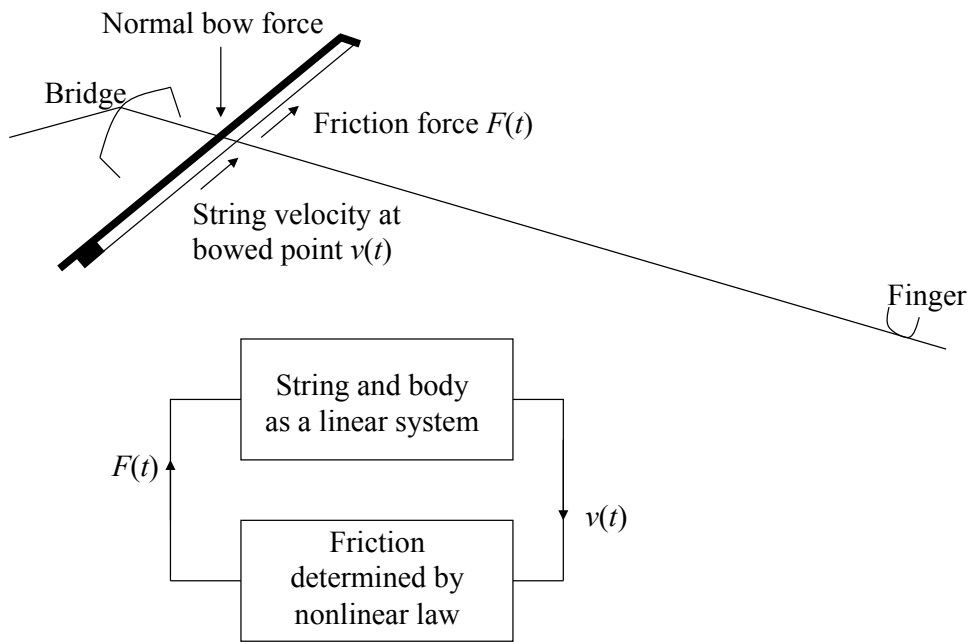 Normal bow force
Bridge
Friction force F(t)
String velocity at
bowed point v(t)
Finger
String and body
as a linear system
F(t)
v(t)
Friction
determined by
nonlinear law